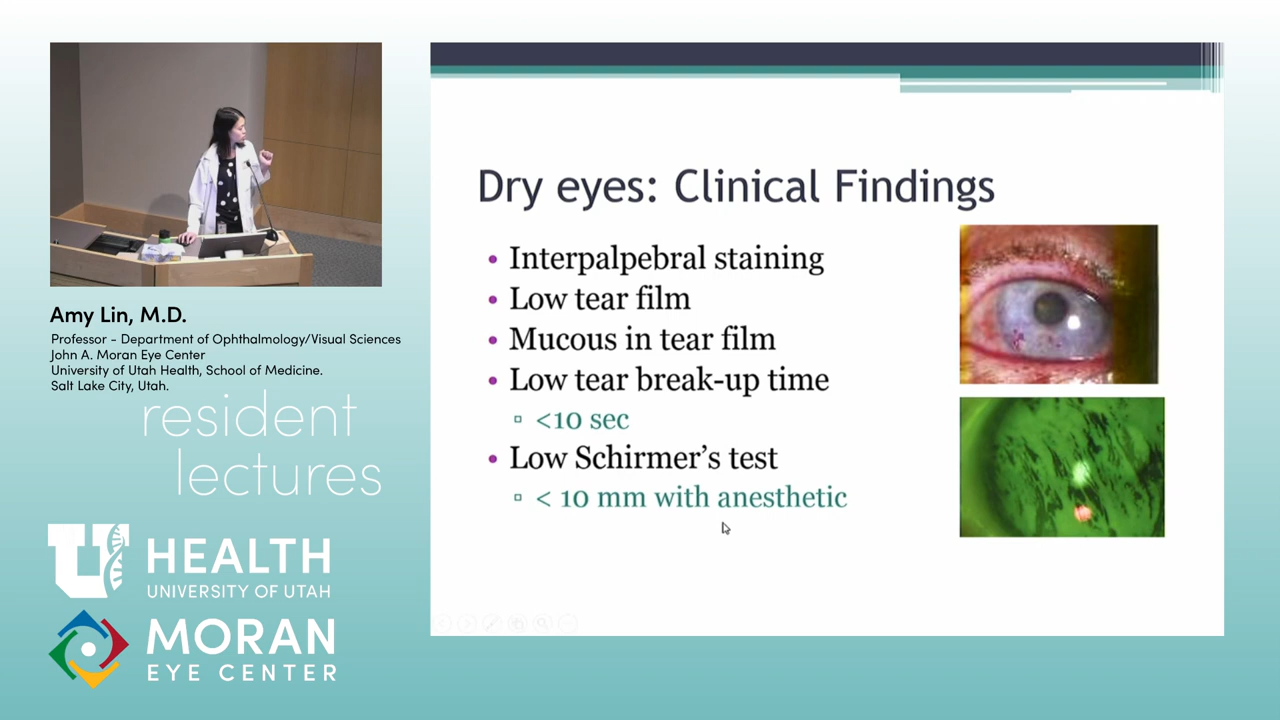 Amy Lin, M.D.
Professor - Department of Ophthalmology/Visual Sciences
John A. Moran Eye Center
University of Utah Health, School of Medicine.
Salt Lake City, Utah.
resident
lectures
U
HEALTH
UNIVERSITY OF UTAH
MORAN
EYE CENTER
Dry eyes: Clinical Findings
• Interpalpebral staining
• Low tear film
• Mucous in tear film
• Low tear break-up time
▫ <10 sec
• Low Schirmer’s test
▫ < 10 mm with anesthetic